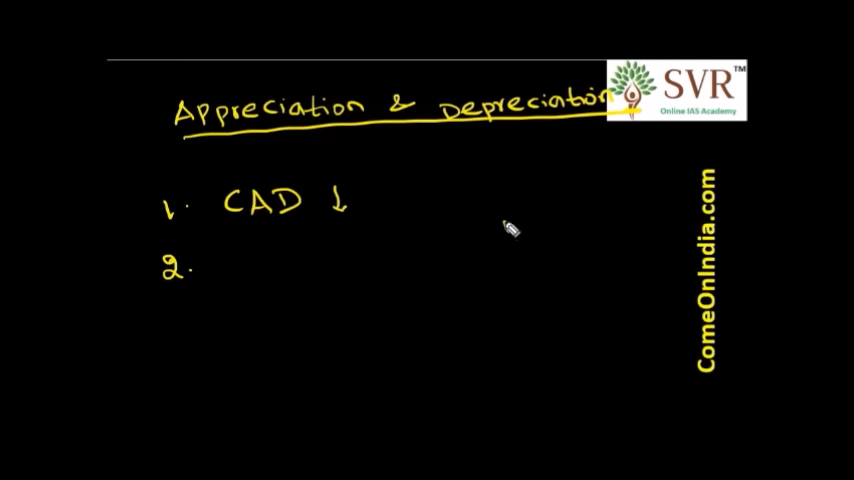 Appreciation & Depreciation
SVR™
Online IAS Academy
1. CAD ↓
2.
ComeOnIndia.com